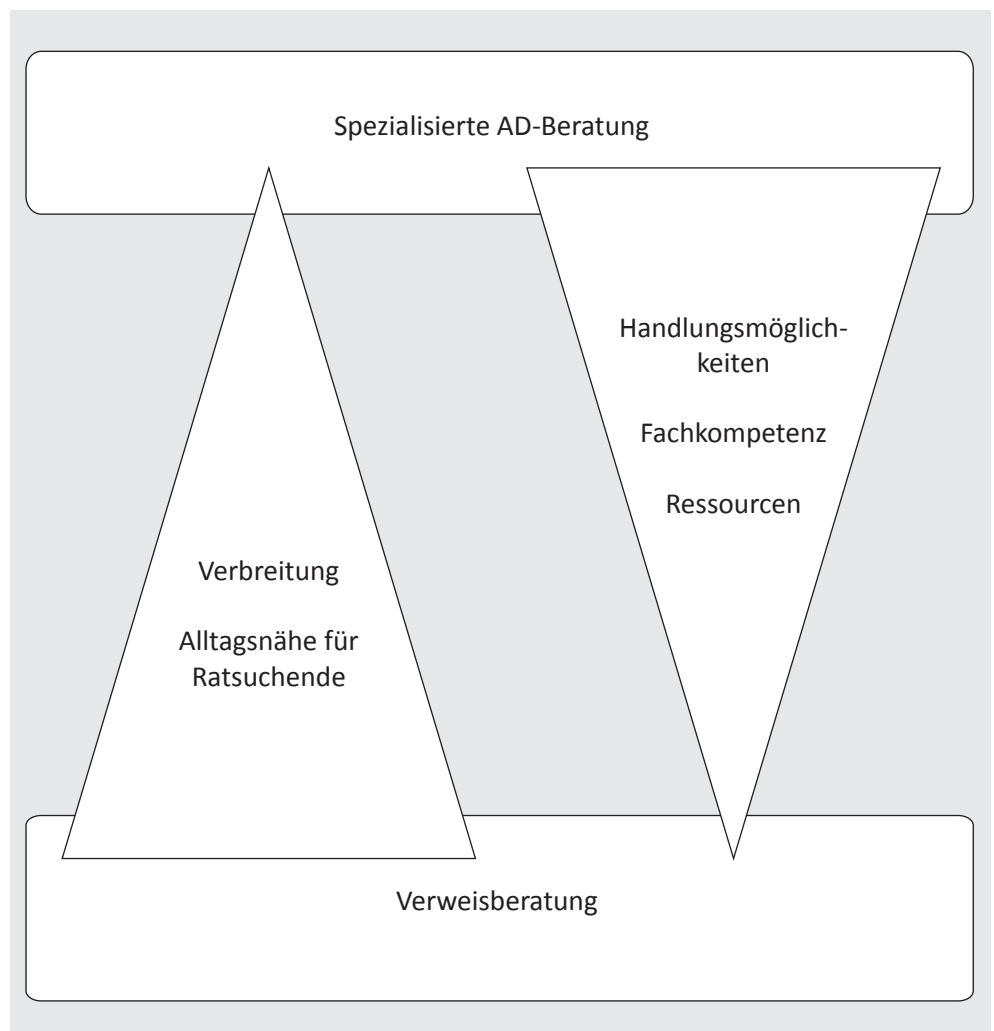 Spezialisierte AD-Beratung
Handlungsmöglich-
keiten
Fachkompetenz
Ressourcen
Verbreitung
Alltagsnähe für
Ratsuchende
Verweisberatung